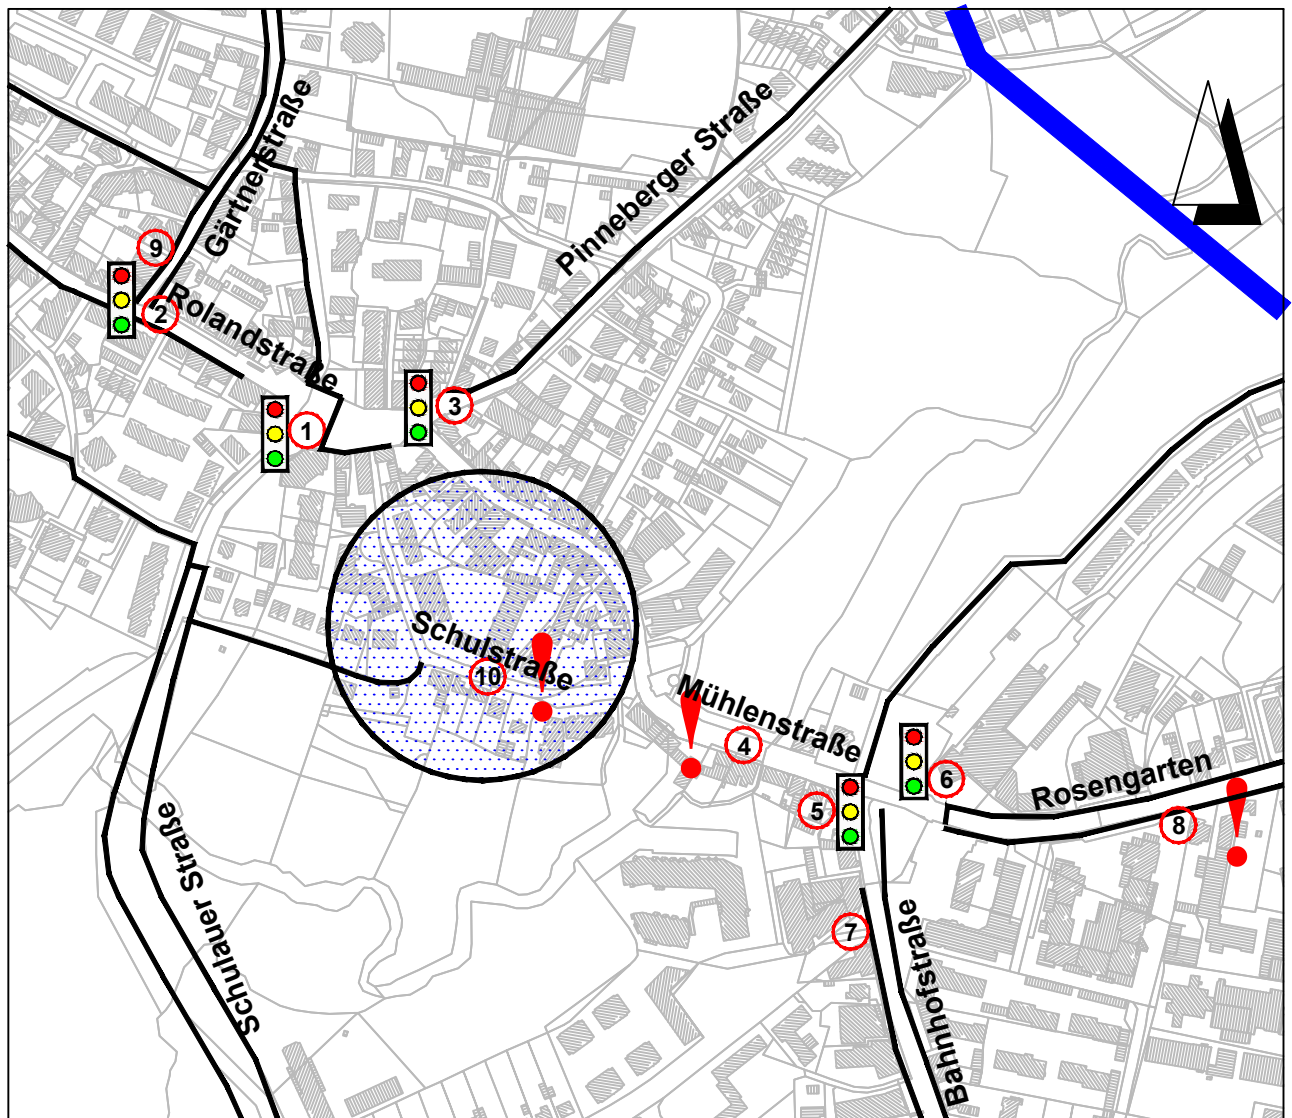 Gärtnerstraße
Pinneberger Straße
9
2
Rolandstraße
3
1
Schulstraße
10
Mühlenstraße
4
6
Rosengarten
5
8
Schulauer Straße
7
Bahnhofstraße